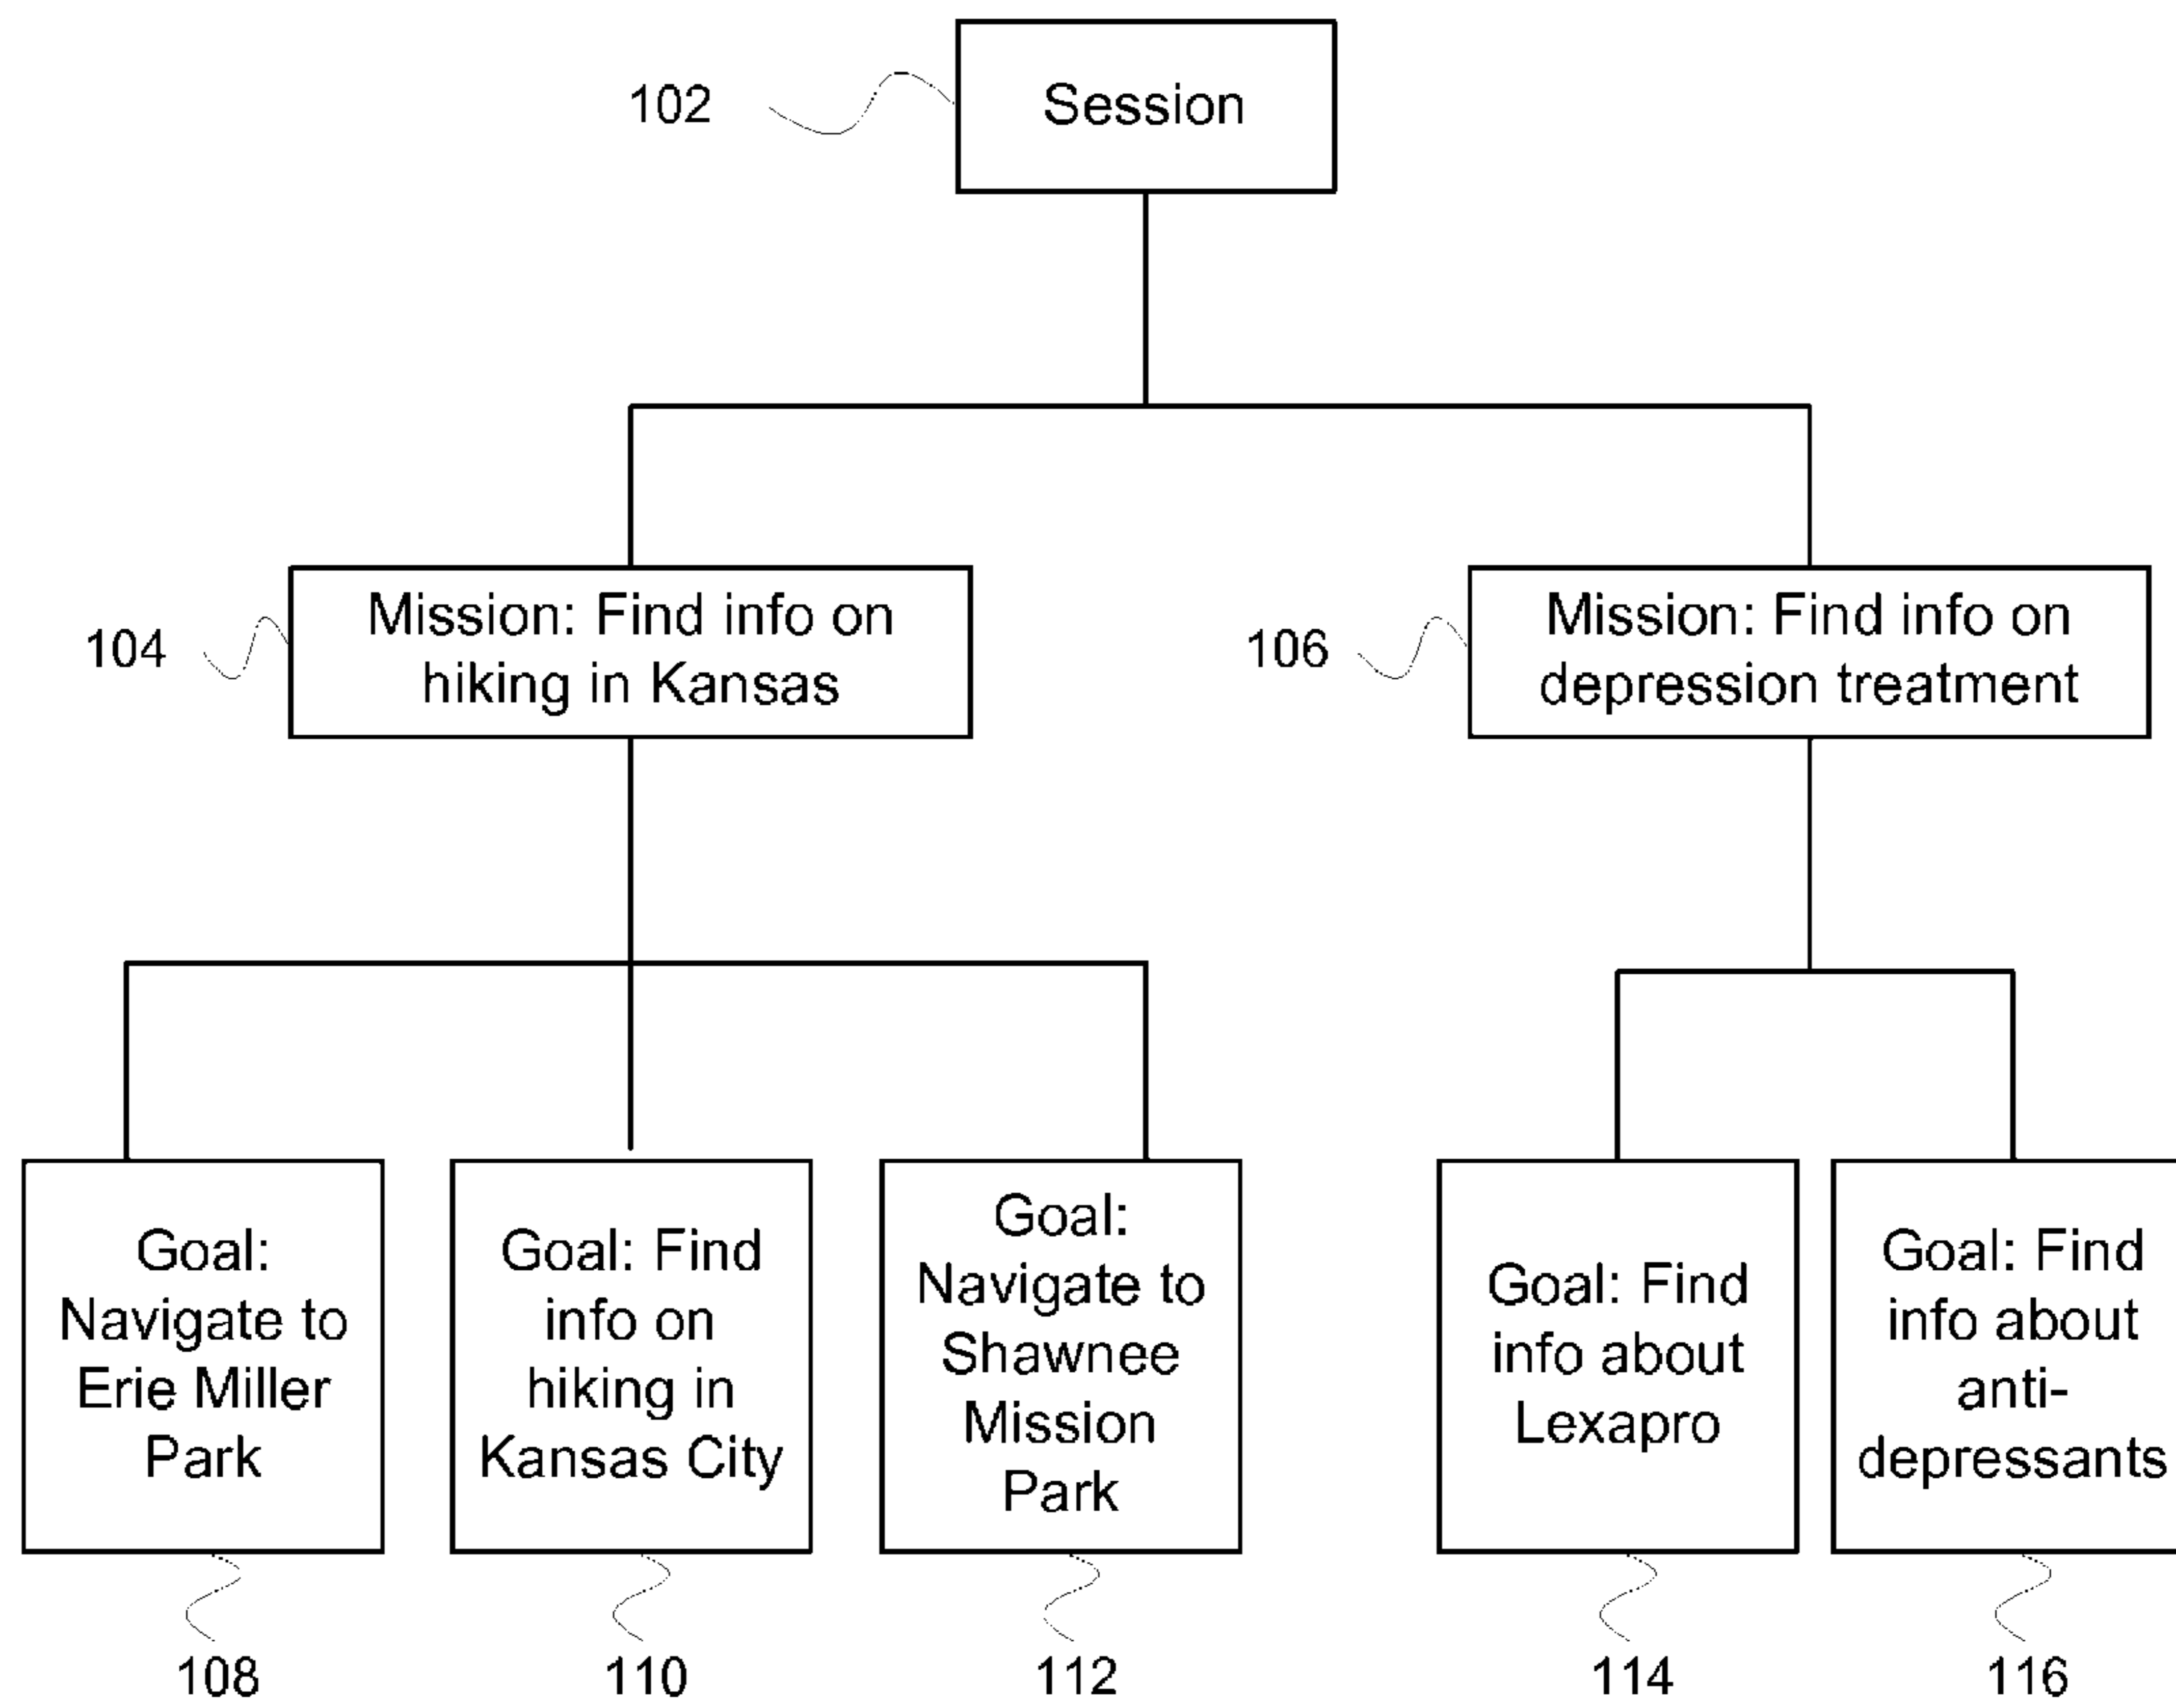 102
Session
104
Mission: Find info on
hiking in Kansas
106
Mission: Find info on
depression treatment
Goal:
Navigate to
Erie Miller
Park
Goal: Find
info on
hiking in
Kansas City
Goal:
Navigate to
Shawnee
Mission
Park
Goal: Find
info about
Lexapro
Goal: Find
info about
anti-
depressants
108
110
112
114
116